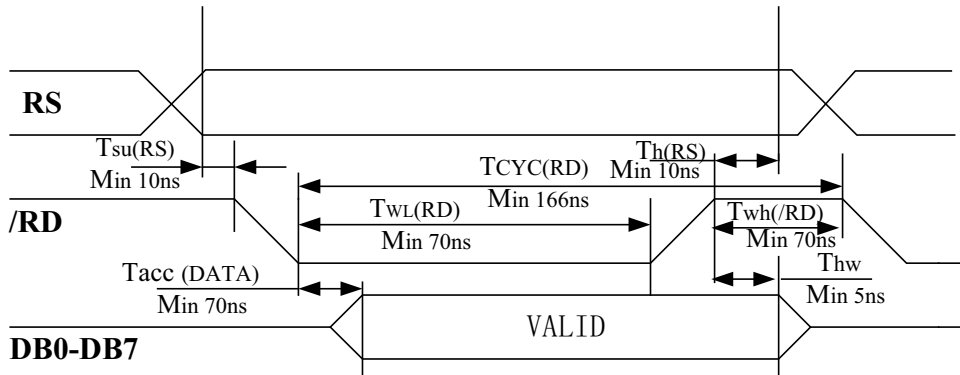 RS
Tsu(RS)
Min 10ns
Th(RS)
Min 10ns
TCYC(RD)
Min 166ns
/RD
TWL(RD)
Min 70ns
Twh(/RD)
Min 70ns
Tacc (DATA)
Min 70ns
Thw
Min 5ns
VALID
DB0-DB7